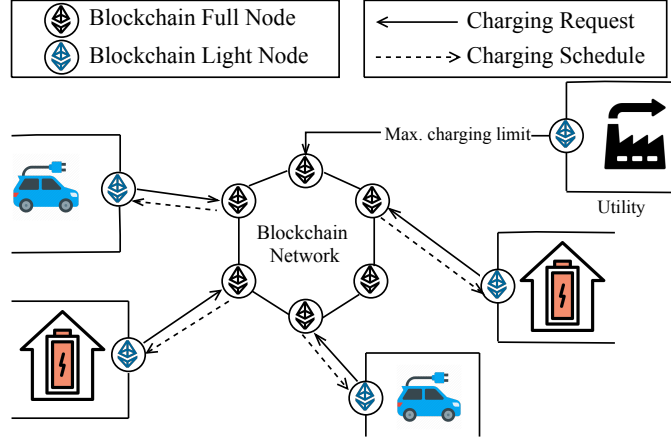 Blockchain Full Node
Blockchain Light Node
Charging Request
Charging Schedule
Max. charging limit
Utility
Blockchain
Network